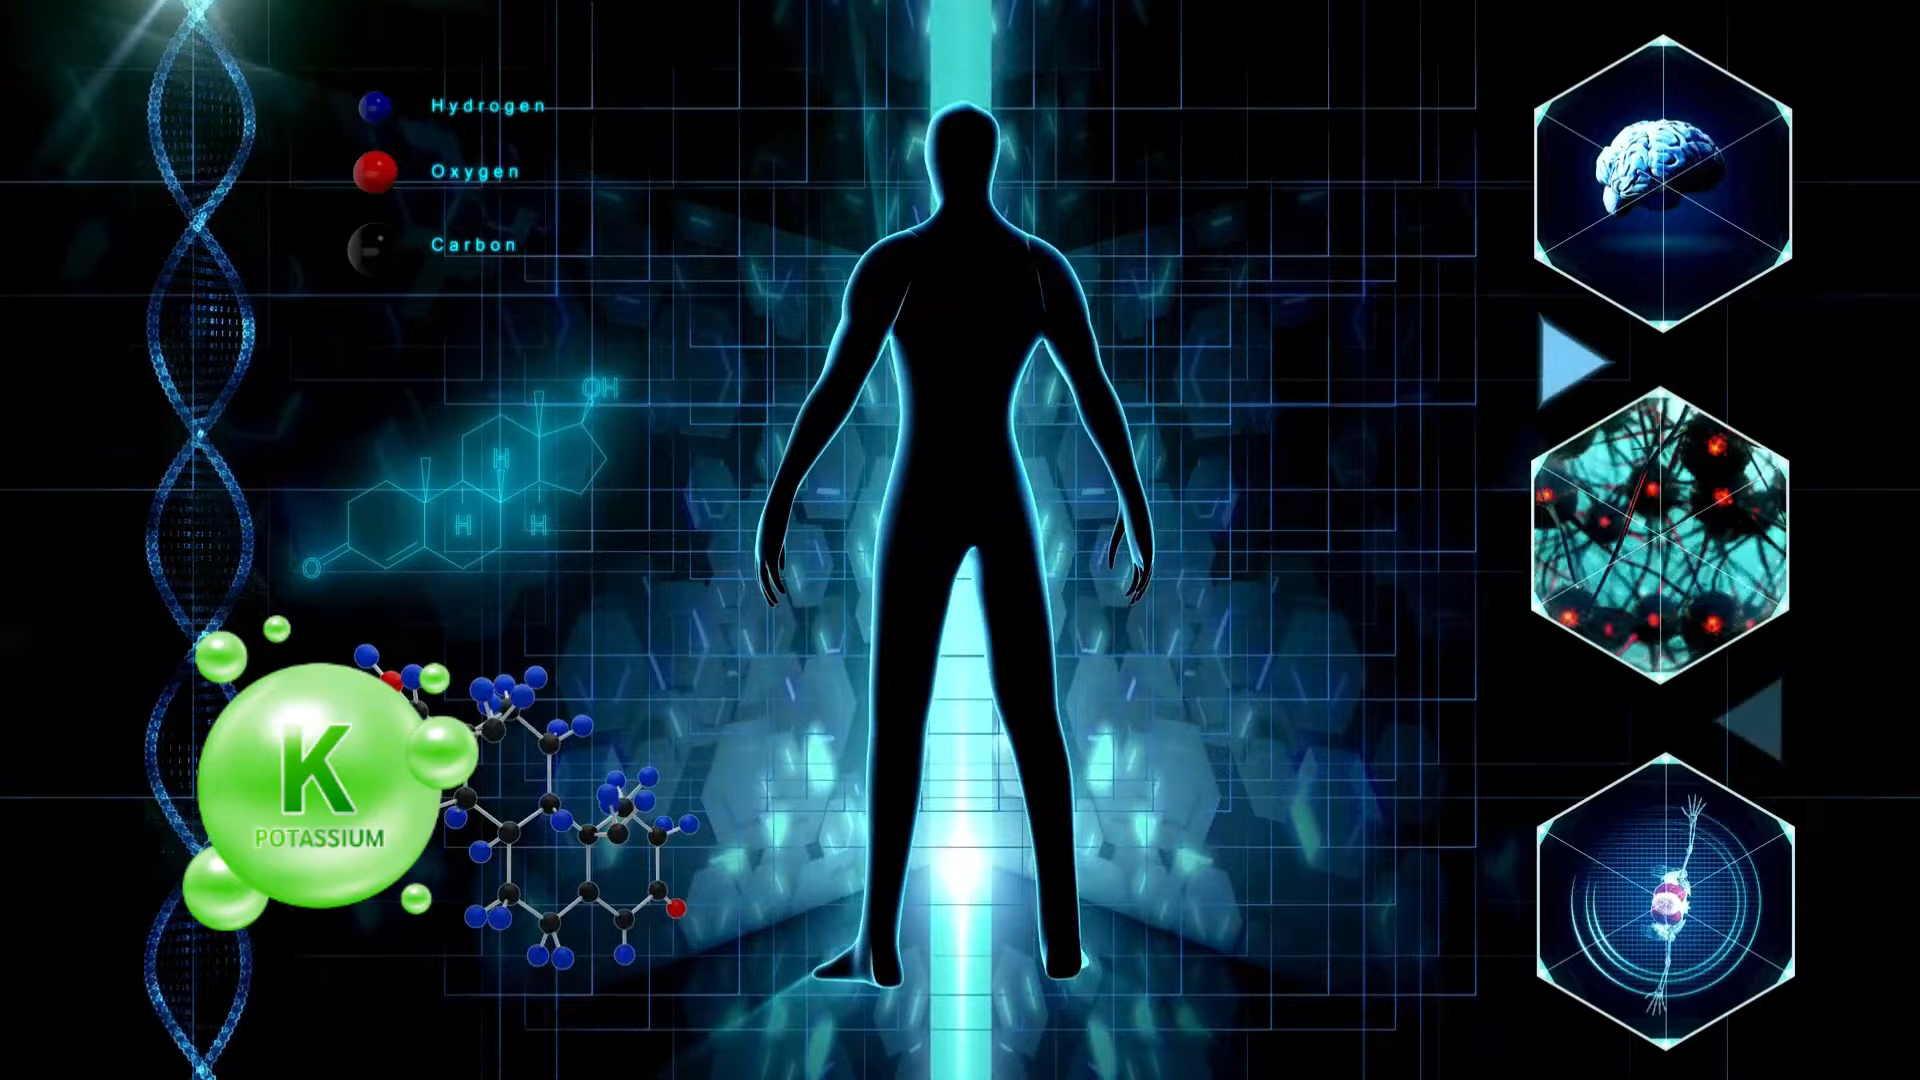 Hydrogen
Oxygen
Carbon
OH
H
H
H
O
K
POTASSIUM